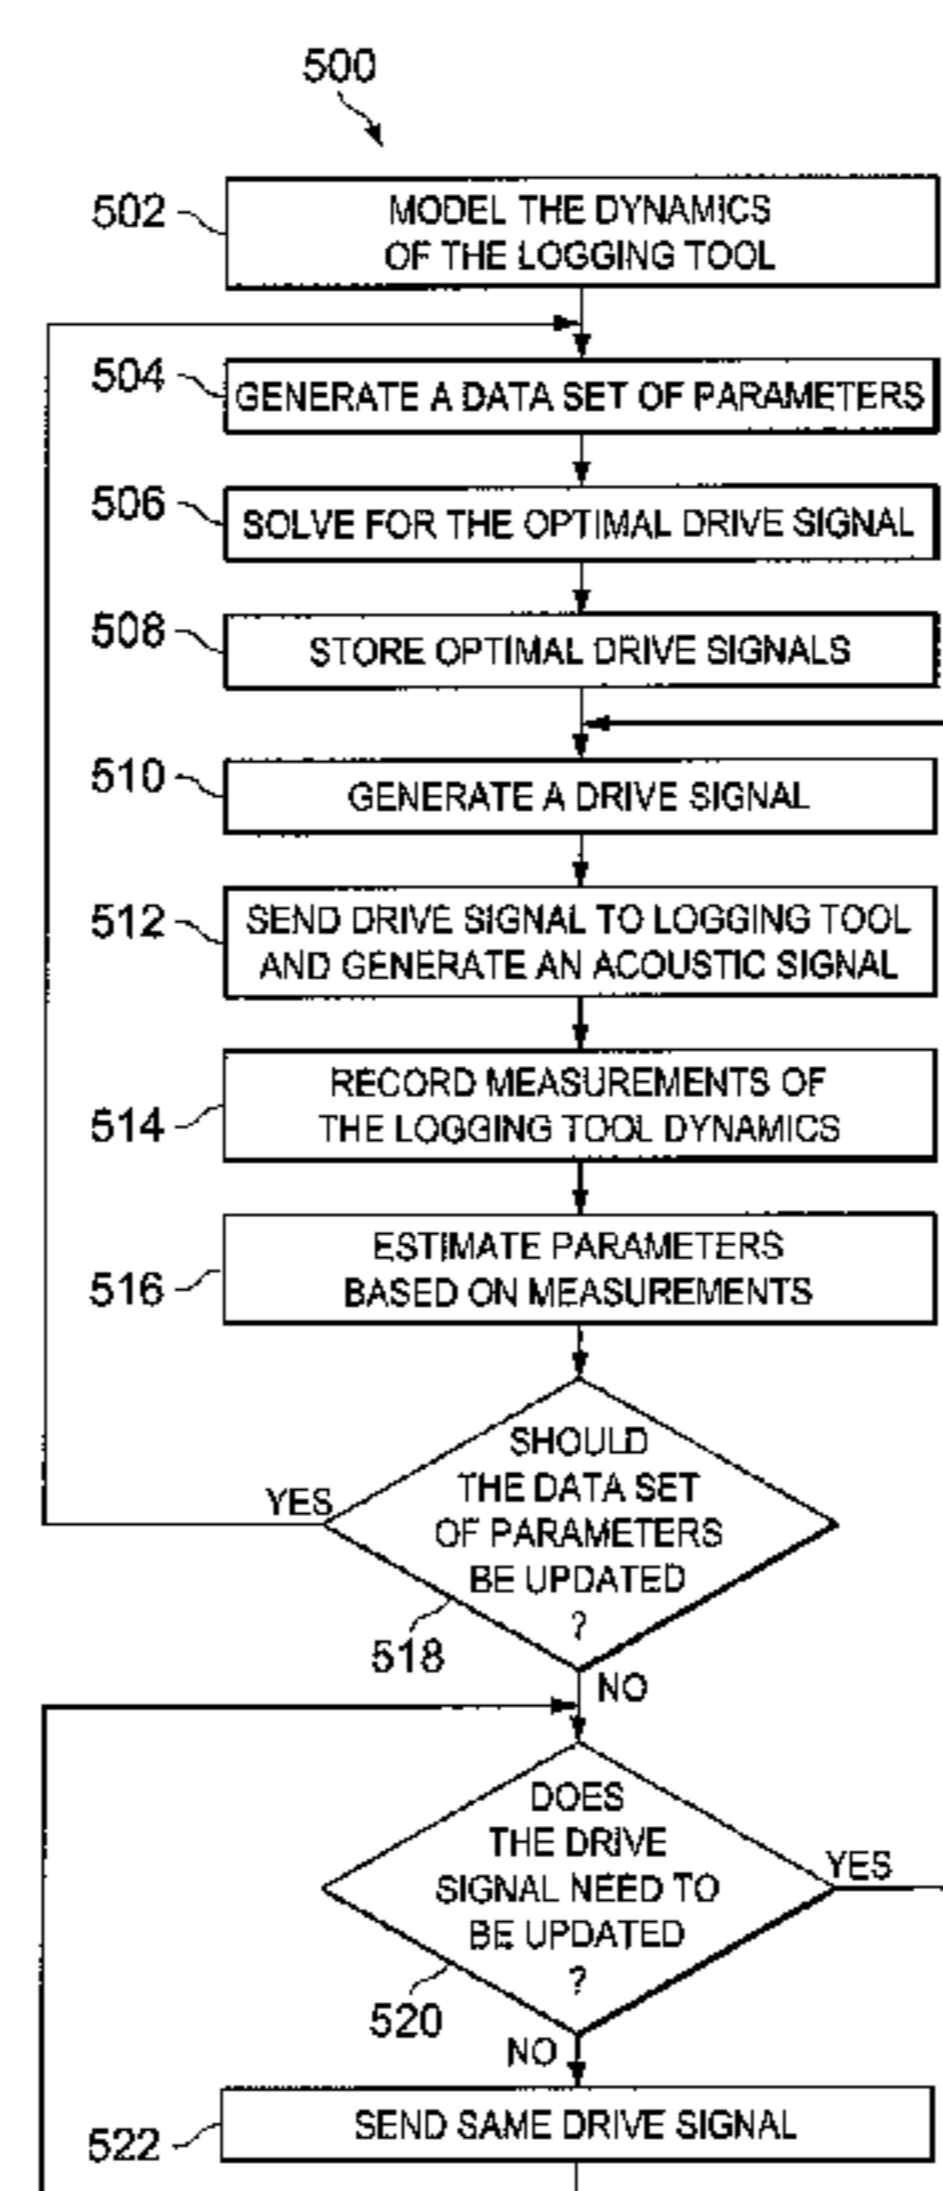 500
502
MODEL THE DYNAMICS
OF THE LOGGING TOOL
504
GENERATE A DATA SET OF PARAMETERS
506
SOLVE FOR THE OPTIMAL DRIVE SIGNAL
508
STORE OPTIMAL DRIVE SIGNALS
510
GENERATE A DRIVE SIGNAL
512
SEND DRIVE SIGNAL TO LOGGING TOOL
AND GENERATE AN ACOUSTIC SIGNAL
514
RECORD MEASUREMENTS OF
THE LOGGING TOOL DYNAMICS
516
ESTIMATE PARAMETERS
BASED ON MEASUREMENTS
YES
SHOULD
THE DATA SET
OF PARAMETERS
BE UPDATED
?
518
NO
DOES
THE DRIVE
SIGNAL NEED TO
BE UPDATED
?
YES
520
NO
522
SEND SAME DRIVE SIGNAL